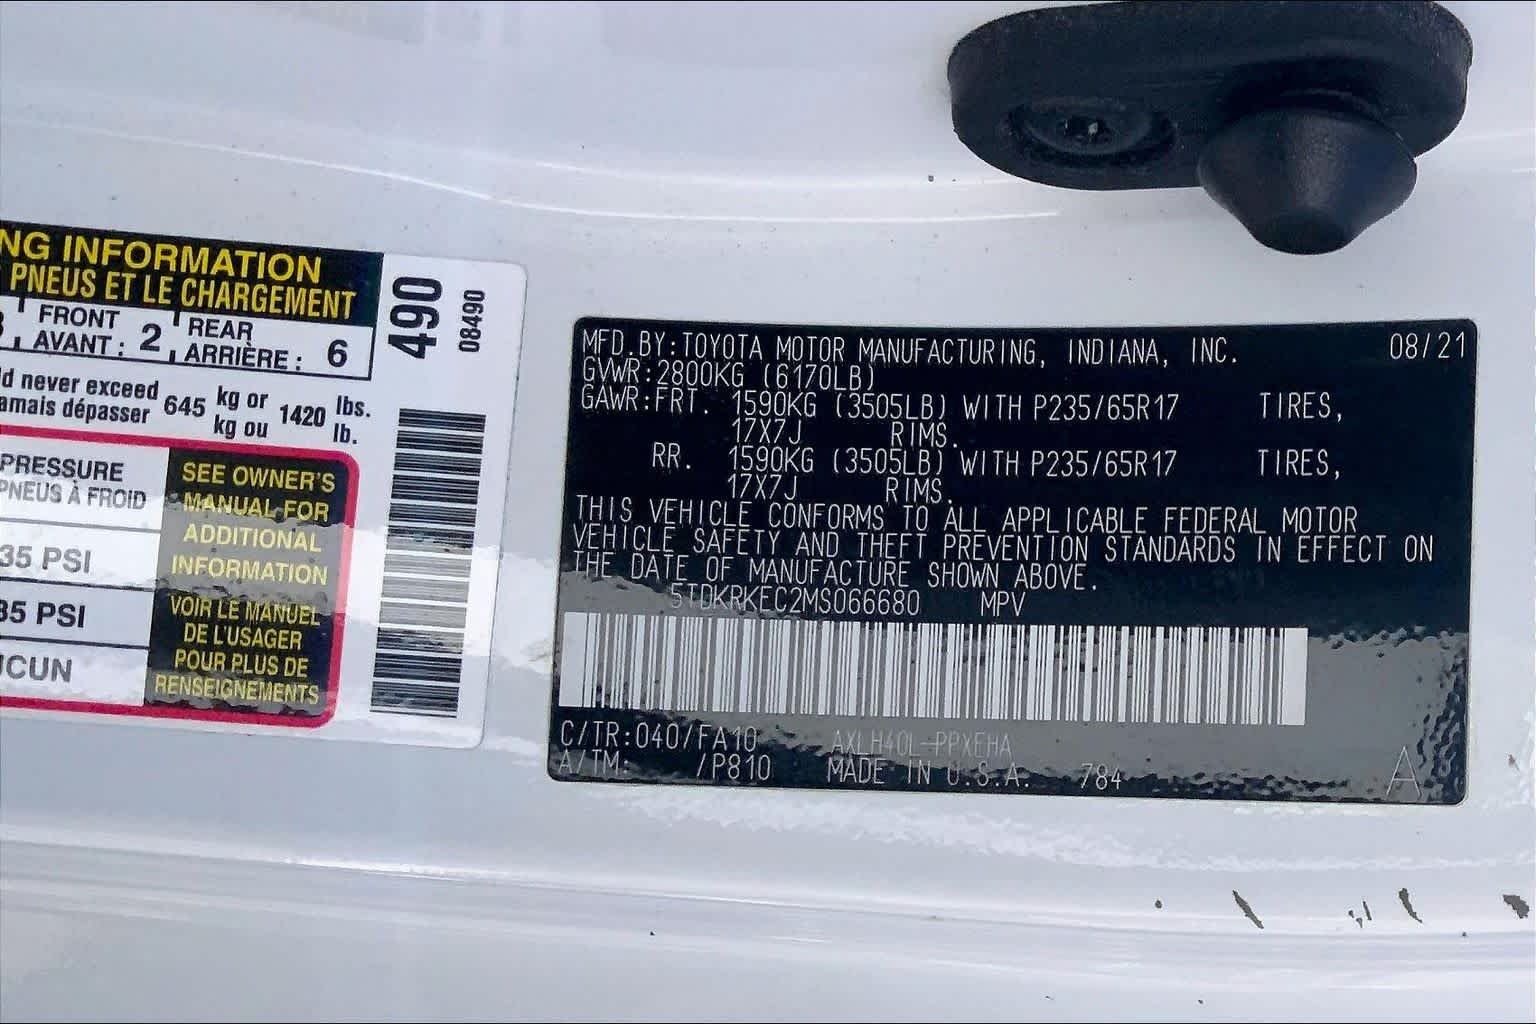 NG INFORMATION
PNEUS ET LE CHARGEMENT
FRONT
AVANT : 2
REAR
ARRIÈRE : 6
d never exceed
amais dépasser 645 kg or
kg ou 1420 lbs.
lb.
PRESSURE
PNEUS À FROID
35 PSI
35 PSI
CUN
SEE OWNER'S
MANUAL FOR
ADDITIONAL
INFORMATION
VOIR LE MANUEL
DE L'USAGER
POUR PLUS DE
RENSEIGNEMENTS
490
08490
MFD.BY:TOYOTA MOTOR MANUFACTURING, INDIANA, INC. 08/21
GVWR:2800KG (6170LB)
GAWR:FRT. 1590KG (3505LB) WITH P235/65R17 TIRES,
17X7J RIMS.
RR. 1590KG (3505LB) WITH P235/65R17 TIRES,
17X7J RIMS.
THIS VEHICLE CONFORMS TO ALL APPLICABLE FEDERAL MOTOR
VEHICLE SAFETY AND THEFT PREVENTION STANDARDS IN EFFECT ON
THE DATE OF MANUFACTURE SHOWN ABOVE.
5TDKRKEC2MS066680 MPV
C/TR:040/FA10 AXLH40L-PPXEHA
A/TM: /P810 MADE IN U.S.A. 784 A